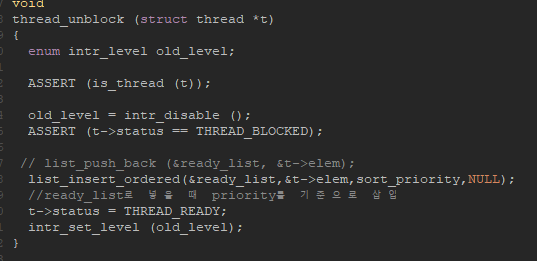 void
thread_unblock (struct thread *t)
{
enum intr_level old_level;
ASSERT (is_thread (t));
old_level = intr_disable ();
ASSERT (t->status == THREAD_BLOCKED);
// list_push_back (&ready_list, &t->elem);
list_insert_ordered(&ready_list,&t->elem,sort_priority,NULL);
//ready_list로 넣을 때 priority를 기준으로 삽입
t->status = THREAD_READY;
intr_set_level (old_level);
}